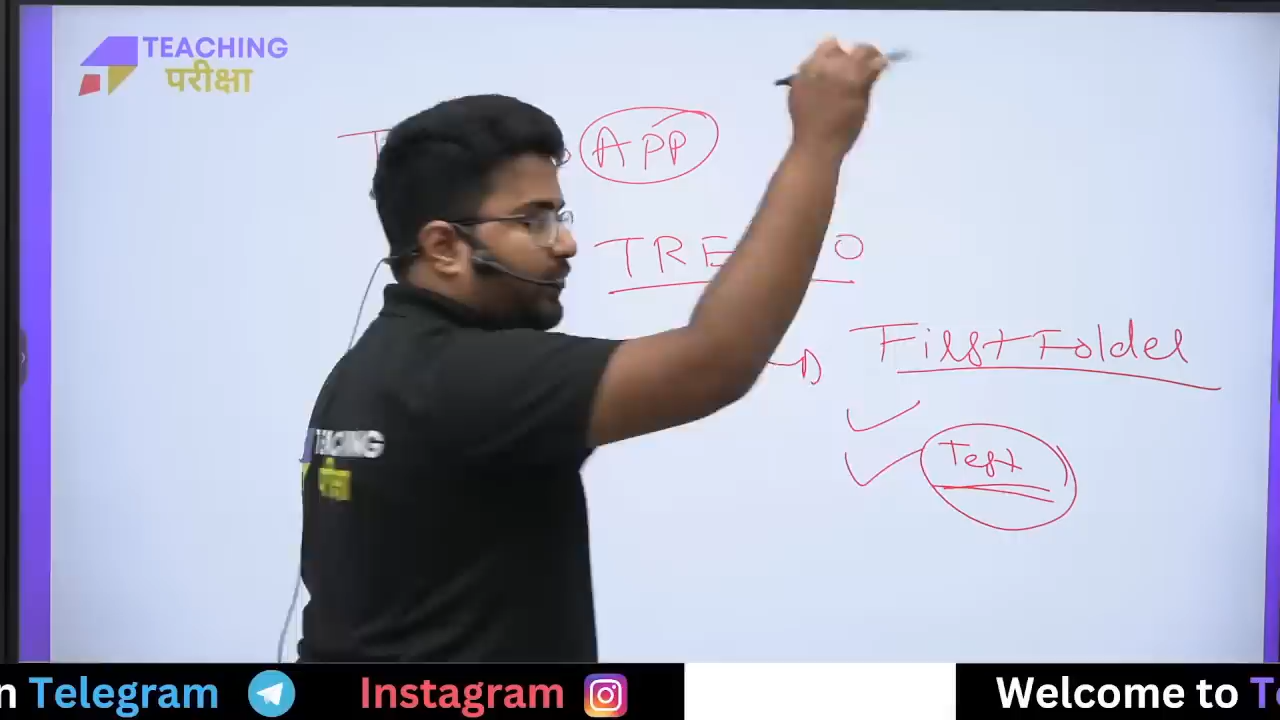 TEACHING
परीक्षा
APP
First Folder
Test
TEACHING
n Telegram Instagram Welcome to T